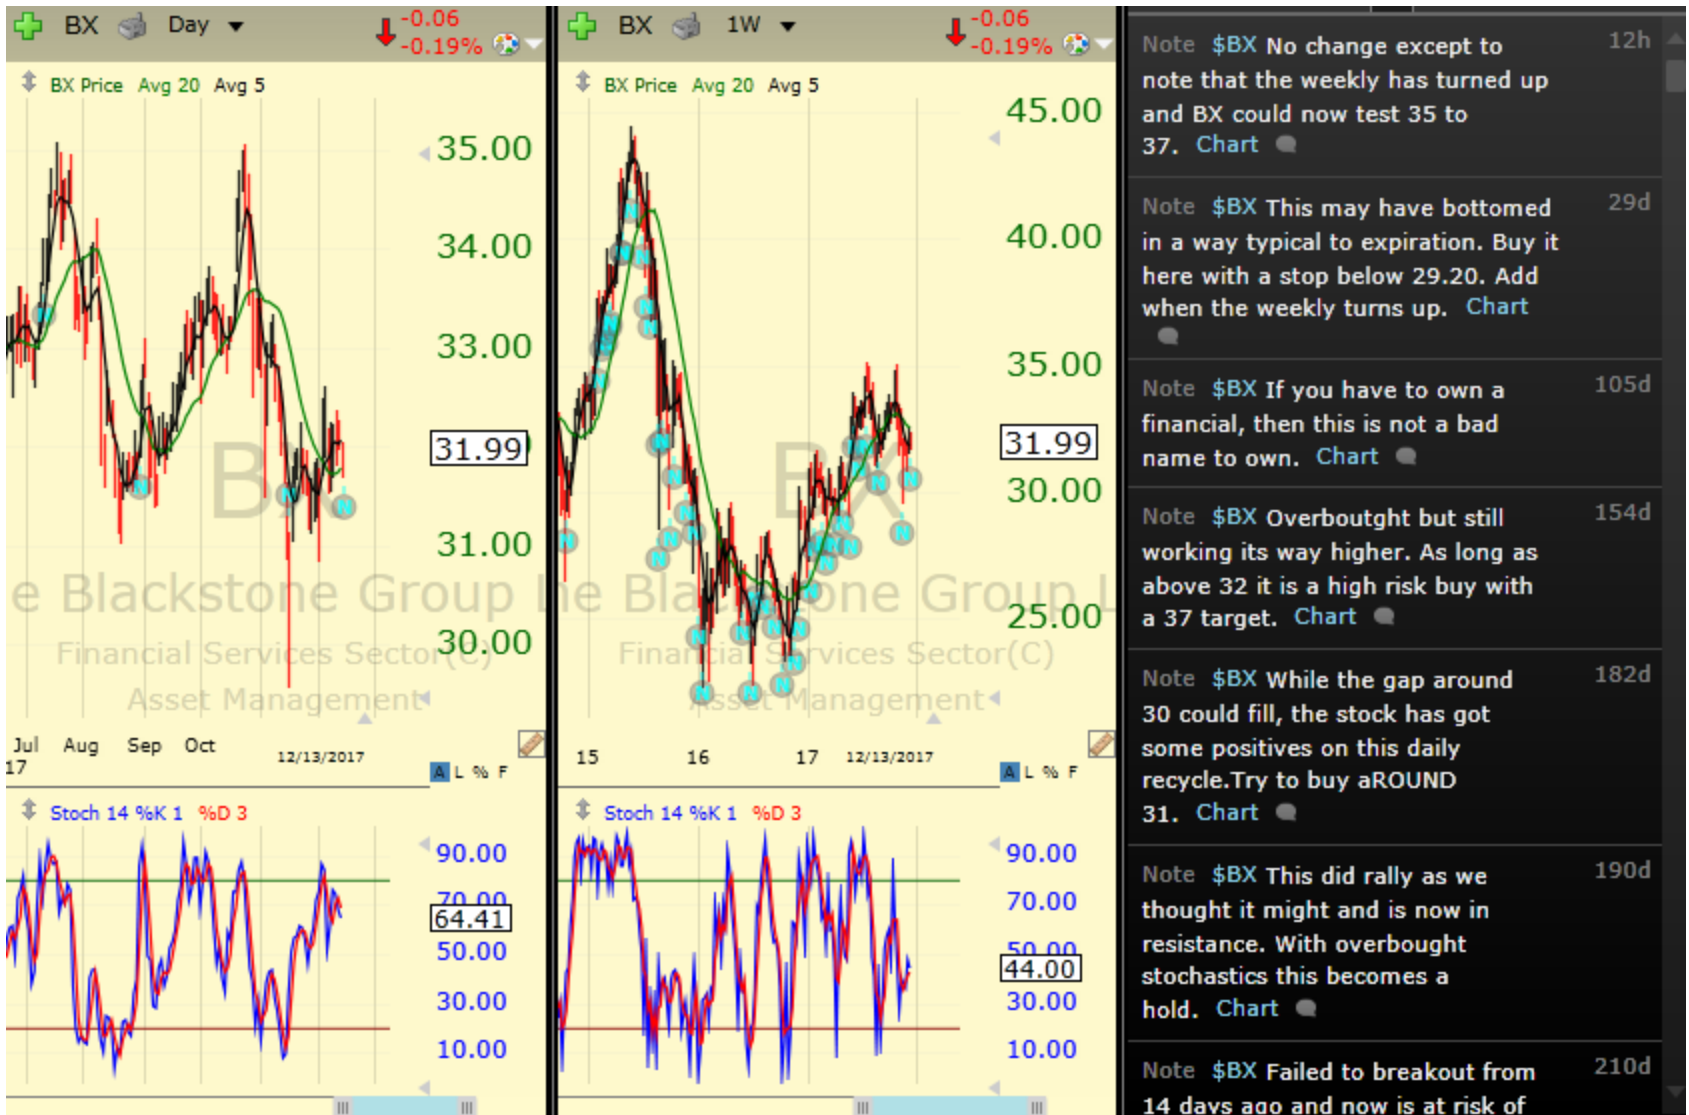 BX Day -0.06
-0.19%
BX Price Avg 20 Avg 5
35.00
34.00
33.00
31.99
31.00
30.00
BX
e Blackstone Group L
Financial Services Sector(C)
Asset Management
Jul Aug Sep Oct
17 12/13/2017
A L % F
Stoch 14 %K 1 %D 3
90.00
70.00
64.41
50.00
30.00
10.00
BX 1W -0.06
-0.19%
BX Price Avg 20 Avg 5
45.00
40.00
35.00
31.99
30.00
25.00
BX
ne Blackstone Group L
Financial Services Sector(C)
Asset Management
15 16 17 12/13/2017
A L % F
Stoch 14 %K 1 %D 3
90.00
70.00
50.00
44.00
30.00
10.00
Note $BX No change except to 12h
note that the weekly has turned up
and BX could now test 35 to
37. Chart
Note $BX This may have bottomed 29d
in a way typical to expiration. Buy it
here with a stop below 29.20. Add
when the weekly turns up. Chart
Note $BX If you have to own a 105d
financial, then this is not a bad
name to own. Chart
Note $BX Overboutght but still 154d
working its way higher. As long as
above 32 it is a high risk buy with
a 37 target. Chart
Note $BX While the gap around 182d
30 could fill, the stock has got
some positives on this daily
recycle.Try to buy aROUND
31. Chart
Note $BX This did rally as we 190d
thought it might and is now in
resistance. With overbought
stochastics this becomes a
hold. Chart
Note $BX Failed to breakout from 210d
14 days ago and now is at risk of